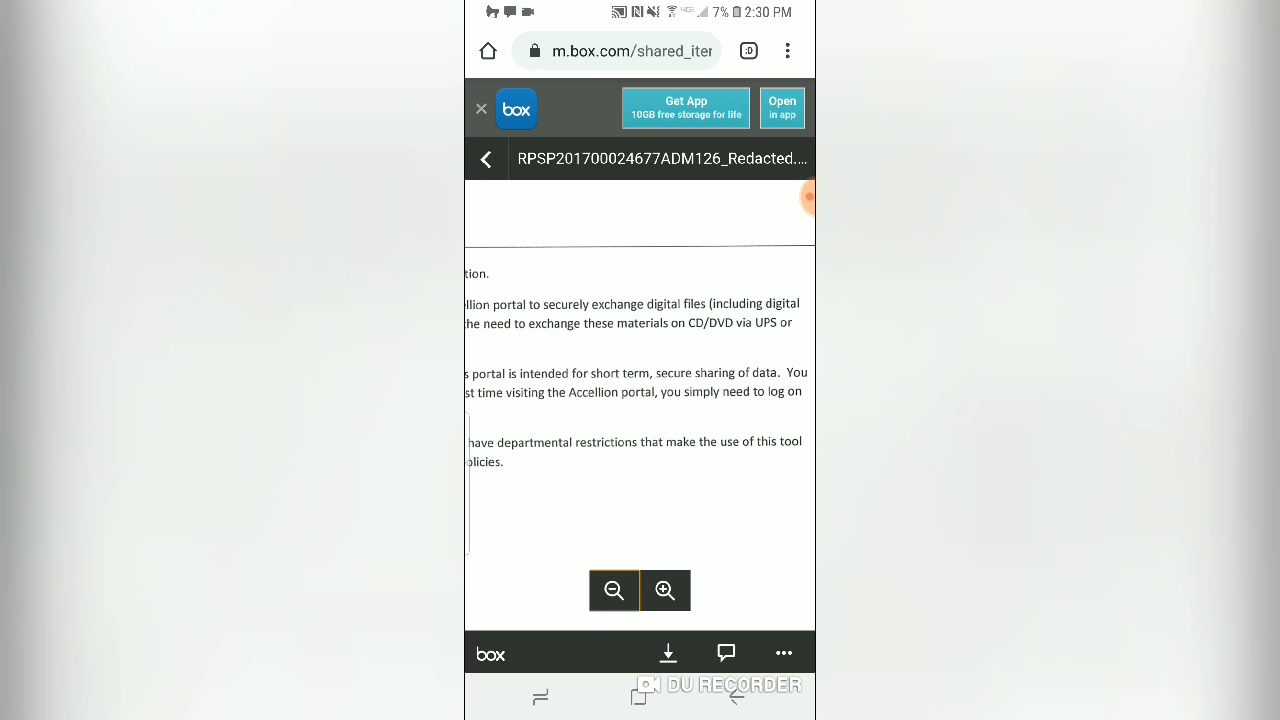 7% 2:30 PM
m.box.com/shared_iter
:D
box
Get App
10GB free storage for life
Open
in app
RPSP201700024677ADM126_Redacted....
tion.
ellion portal to securely exchange digital files (including digital
the need to exchange these materials on CD/DVD via UPS or
s portal is intended for short term, secure sharing of data. You
st time visiting the Accellion portal, you simply need to log on
have departmental restrictions that make the use of this tool
olicies.
box
DU RECORDER